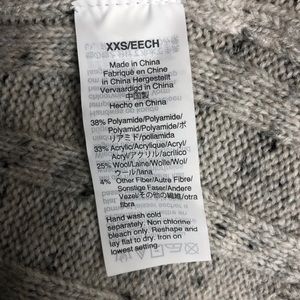 XXS/EECH
Made in China
Fabriqué en Chine
In China Hergestellt
Vervaardigd in China
中国製
Hecho en China
38% Polyamide/Polyamide/
Polyamid/Polyamide/ポ
リアミド/poliamida
33% Acrylic/Acrylique/Acryl/
Acryl/アクリル/acrílico
25% Wool/Laine/Wolle/Wol/
ウール/lana
4% Other Fiber/Autre Fibre/
Sonstige Faser/Andere
Vezel/その他の繊維/otra
fibra
Hand wash cold
separately. Non chlorine
bleach only. Reshape and
lay flat to dry. Iron on
lowest setting.